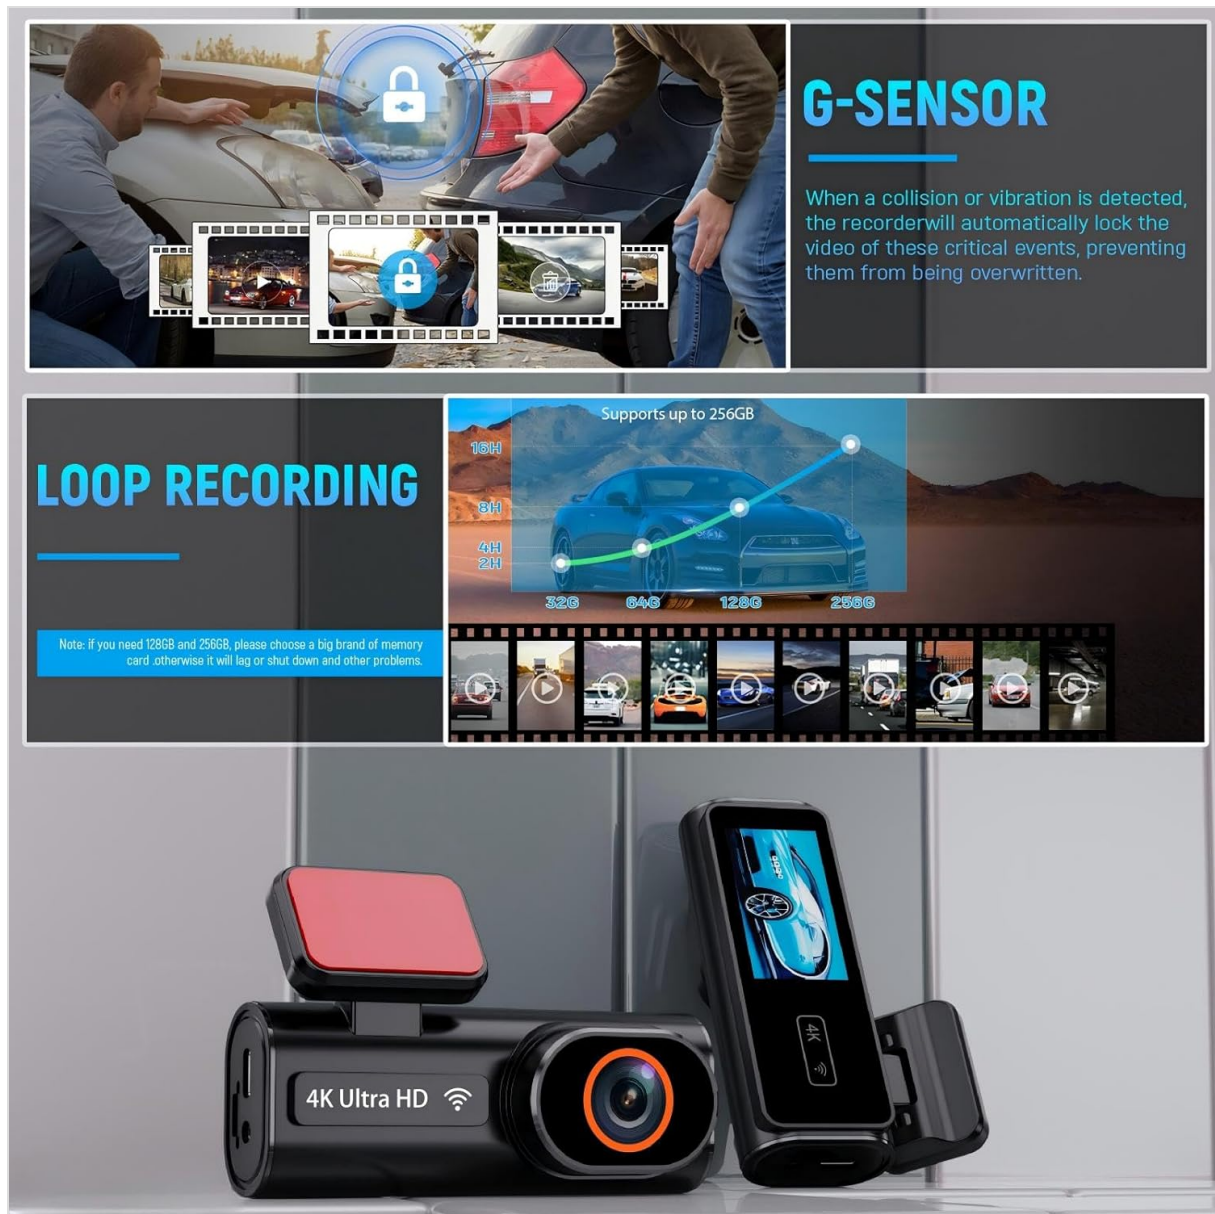 G-SENSOR
When a collision or vibration is detected,
the recorderwill automatically lock the
video of these critical events, preventing
them from being overwritten.
LOOP RECORDING
Note: if you need 128GB and 256GB, please choose a big brand of memory
card .otherwise it will lag or shut down and other problems.
Supports up to 256GB
16H
8H
4H
2H
32G 64G 128G 256G
4K Ultra HD
4K